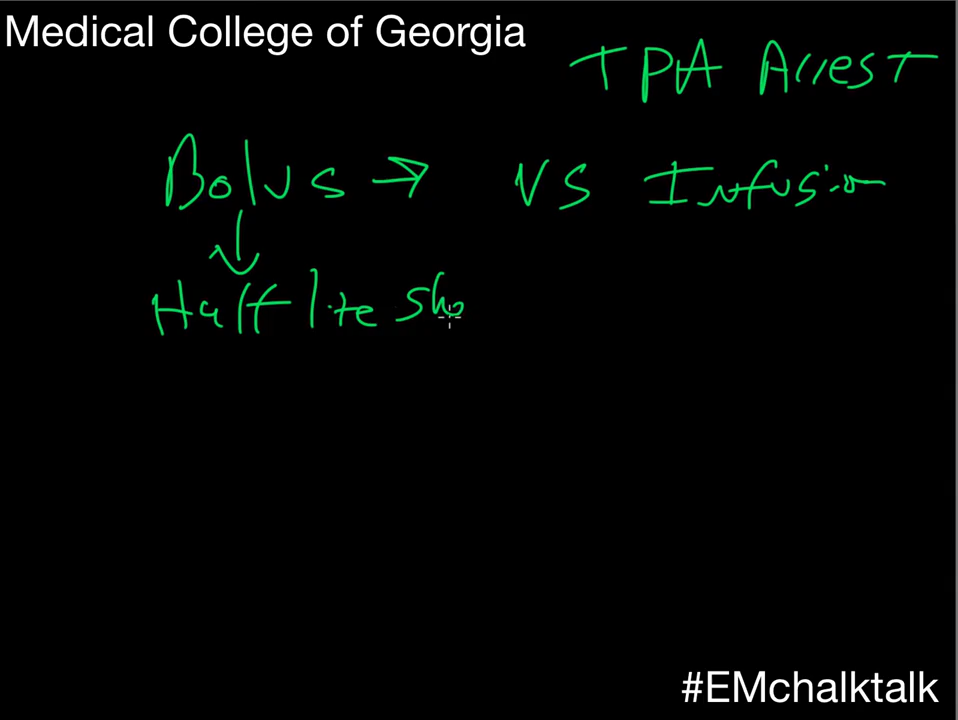 Medical College of Georgia
TPA Arrest
Bolus → VS Infusion
↓
Half life sho
#EMchalktalk